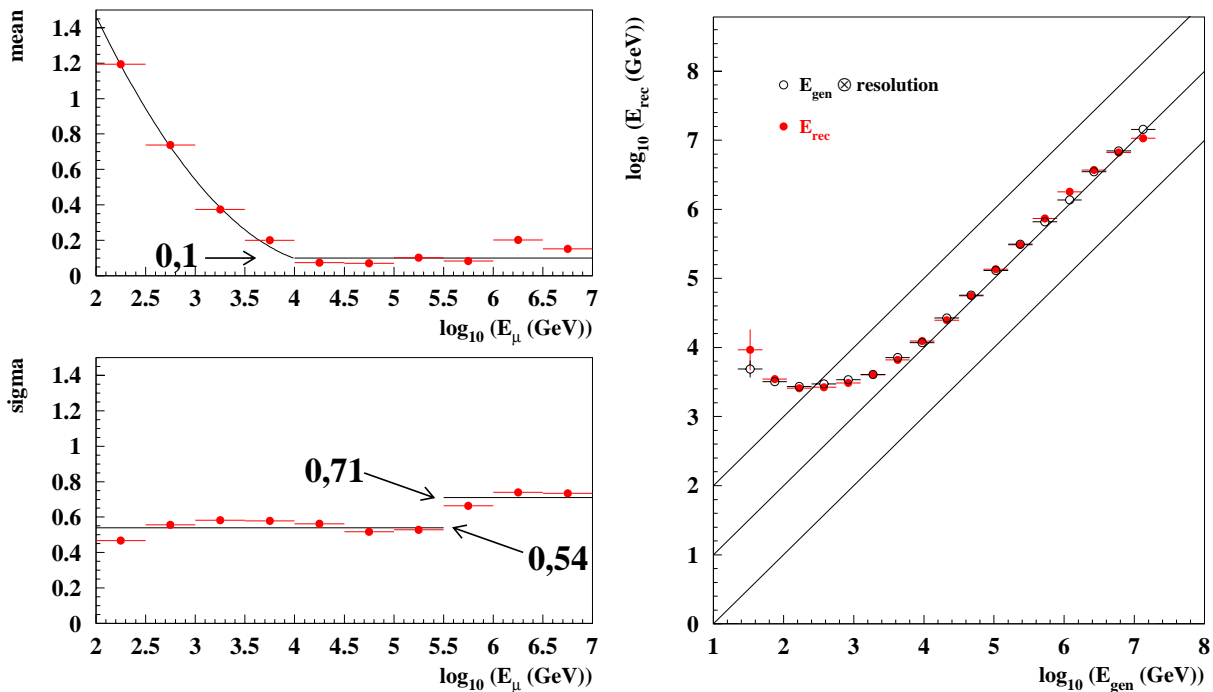 mean
1.4
1.2
1
0.8
0.6
0.4
0.2
0
0,1
2 2.5 3 3.5 4 4.5 5 5.5 6 6.5 7
log10 (Eμ (GeV))
sigma
1.4
1.2
1
0.8
0.6
0.4
0.2
0
0,71
0,54
2 2.5 3 3.5 4 4.5 5 5.5 6 6.5 7
log10 (Eμ (GeV))
log10 (Erec (GeV))
8
7
6
5
4
3
2
1
0
Egen ⊗ resolution
Erec
1 2 3 4 5 6 7 8
log10 (Egen (GeV))